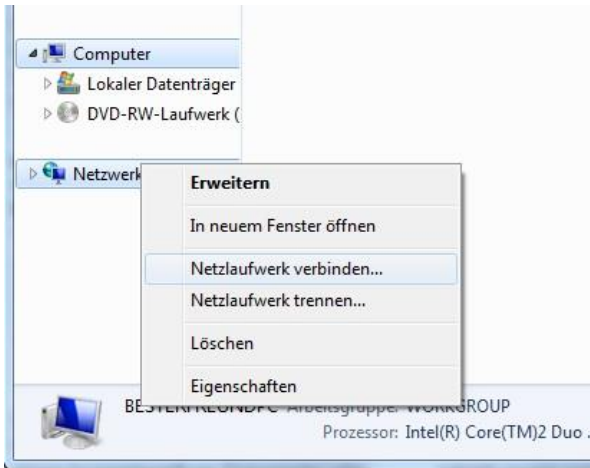 Computer
Lokaler Datenträger
DVD-RW-Laufwerk (
Netzwerk
Erweitern
In neuem Fenster öffnen
Netzlaufwerk verbinden...
Netzlaufwerk trennen...
Löschen
Eigenschaften
BESTERFREUNDPC Arbeitsgruppe: WORKGROUP
Prozessor: Intel(R) Core(TM)2 Duo .